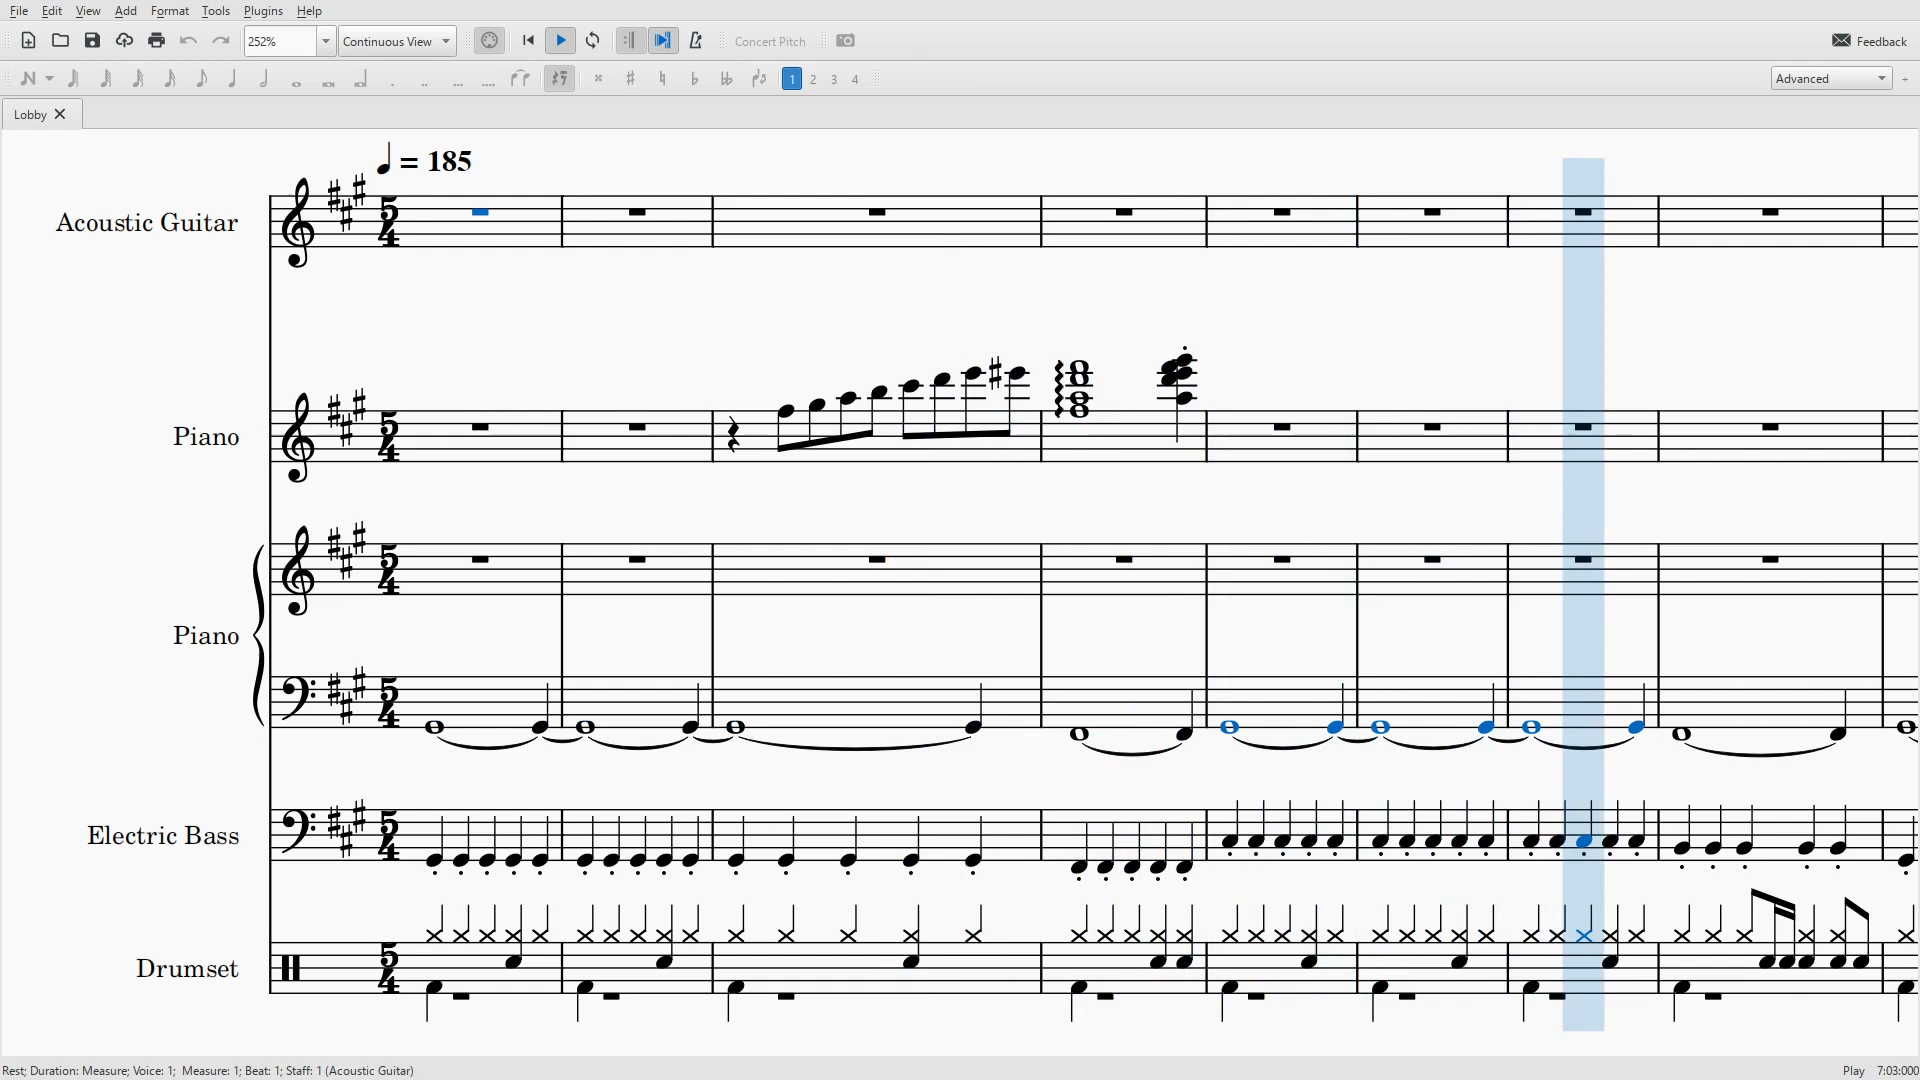 File Edit View Add Format Tools Plugins Help
252% Continuous View Concert Pitch Feedback
1 2 3 4 Advanced +
Lobby
= 185
Acoustic Guitar
5
4
Piano
5
4
Piano
5
4
5
4
Electric Bass
5
4
Drumset
5
4
Rest; Duration: Measure; Voice: 1; Measure: 1; Beat: 1; Staff: 1 (Acoustic Guitar) Play 7:03:000